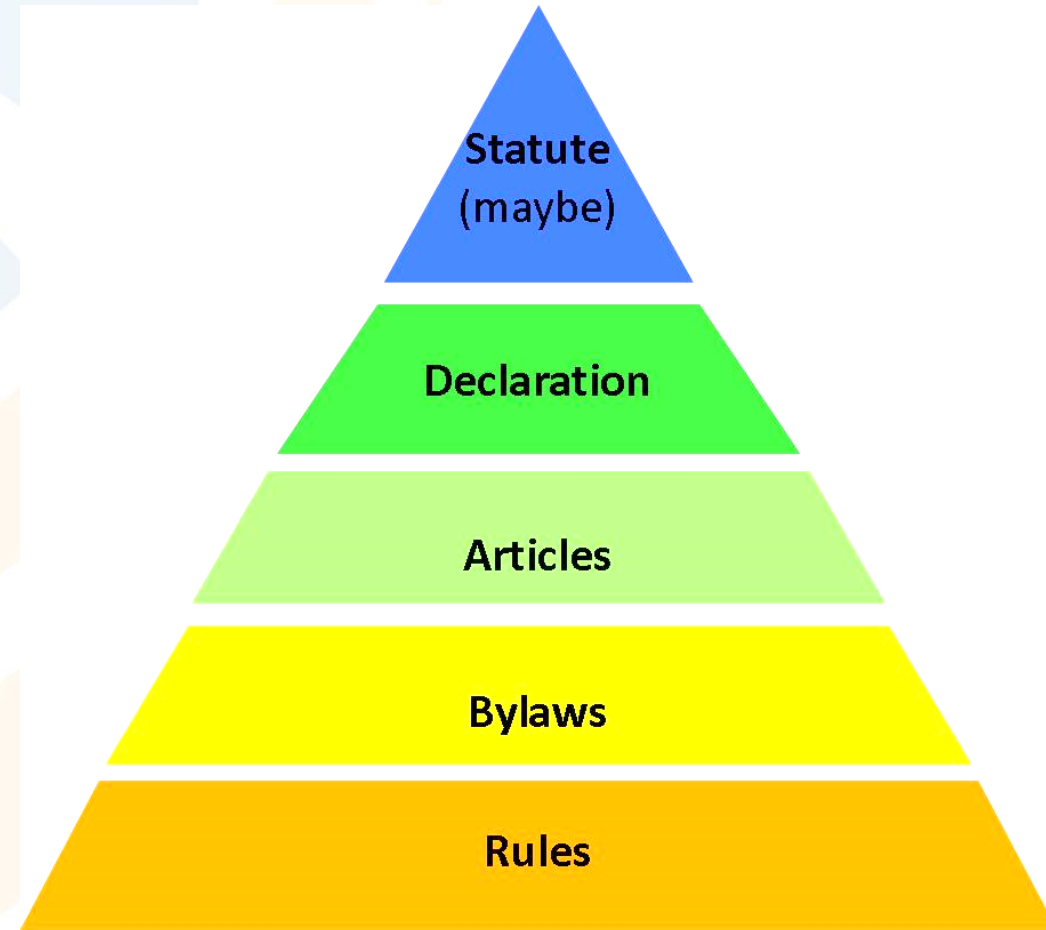 Statute
(maybe)
Declaration
Articles
Bylaws
Rules